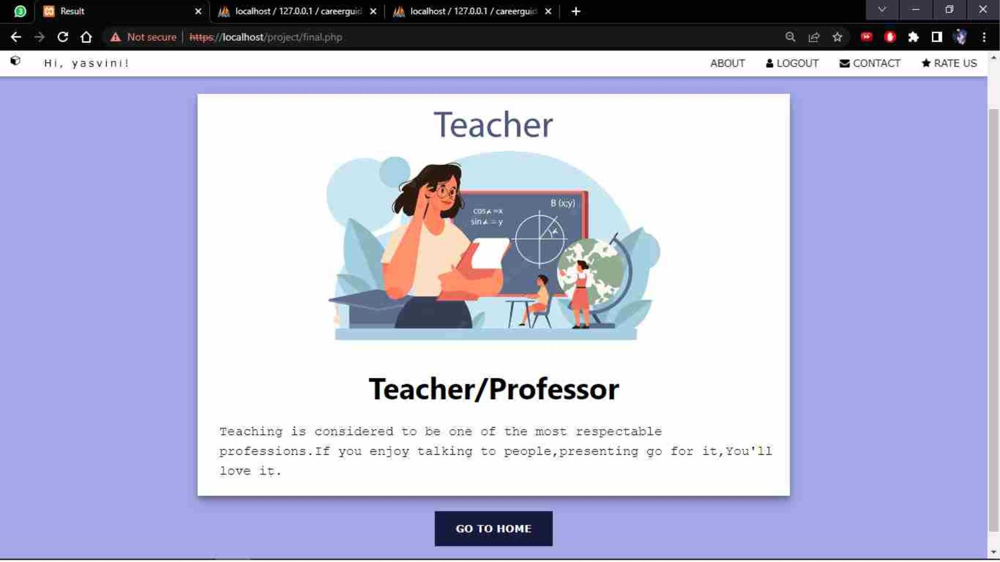 Result
localhost / 127.0.0.1 / careerguid
localhost / 127.0.0.1 / careerguid
Not secure | https://localhost/project/final.php
Hi, yasvini!
ABOUT LOGOUT CONTACT RATE US
Teacher
B (x;y)
cos α =x
sin α = y
α
Teacher/Professor
Teaching is considered to be one of the most respectable
professions.If you enjoy talking to people,presenting go for it,You'll
love it.
GO TO HOME